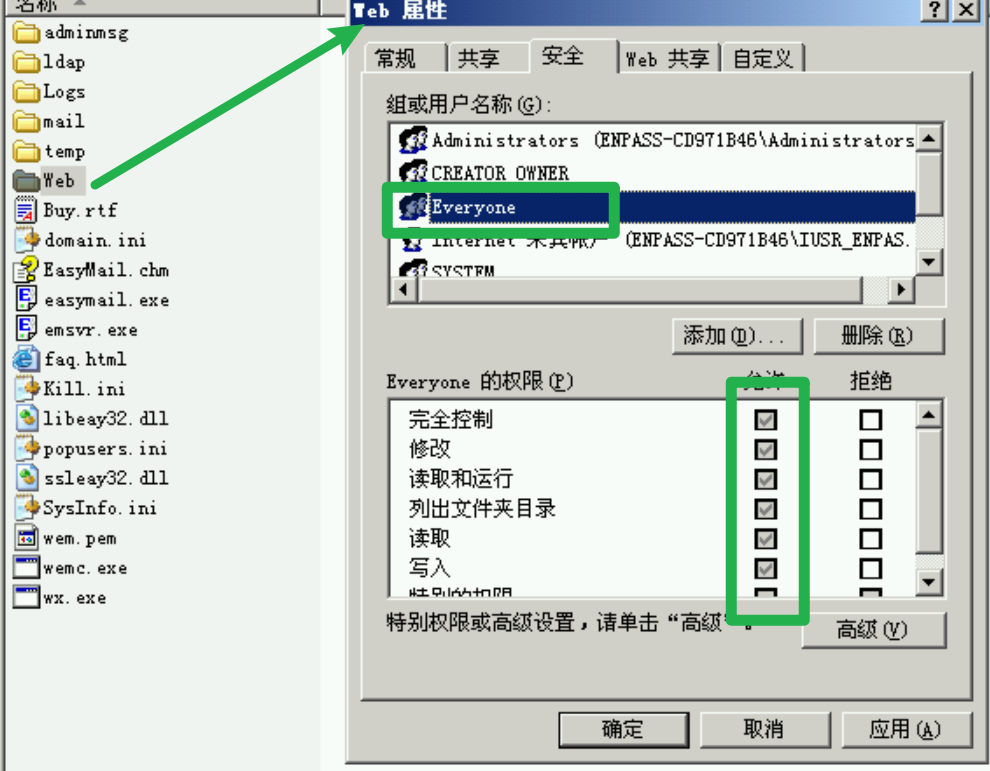 名称
adminmsg
ldap
Logs
mail
temp
Web
Buy.rtf
domain.ini
EasyMail.chm
easymail.exe
emsvr.exe
faq.html
Kill.ini
libeay32.dll
popusers.ini
ssleay32.dll
SysInfo.ini
wem.pem
wemc.exe
wx.exe
Web 属性
常规 共享 安全 Web 共享 自定义
组或用户名称(G):
Administrators (ENPASS-CD971B46\Administrators
CREATOR OWNER
Everyone
Internet 来宾帐户 (ENPASS-CD971B46\IUSR_ENPAS.
SYSTEM
添加(D)... 删除(R)
Everyone 的权限(P) 允许 拒绝
完全控制
修改
读取和运行
列出文件夹目录
读取
写入
特别的权限
特别权限或高级设置，请单击“高级”。
高级(V)
确定 取消 应用(A)